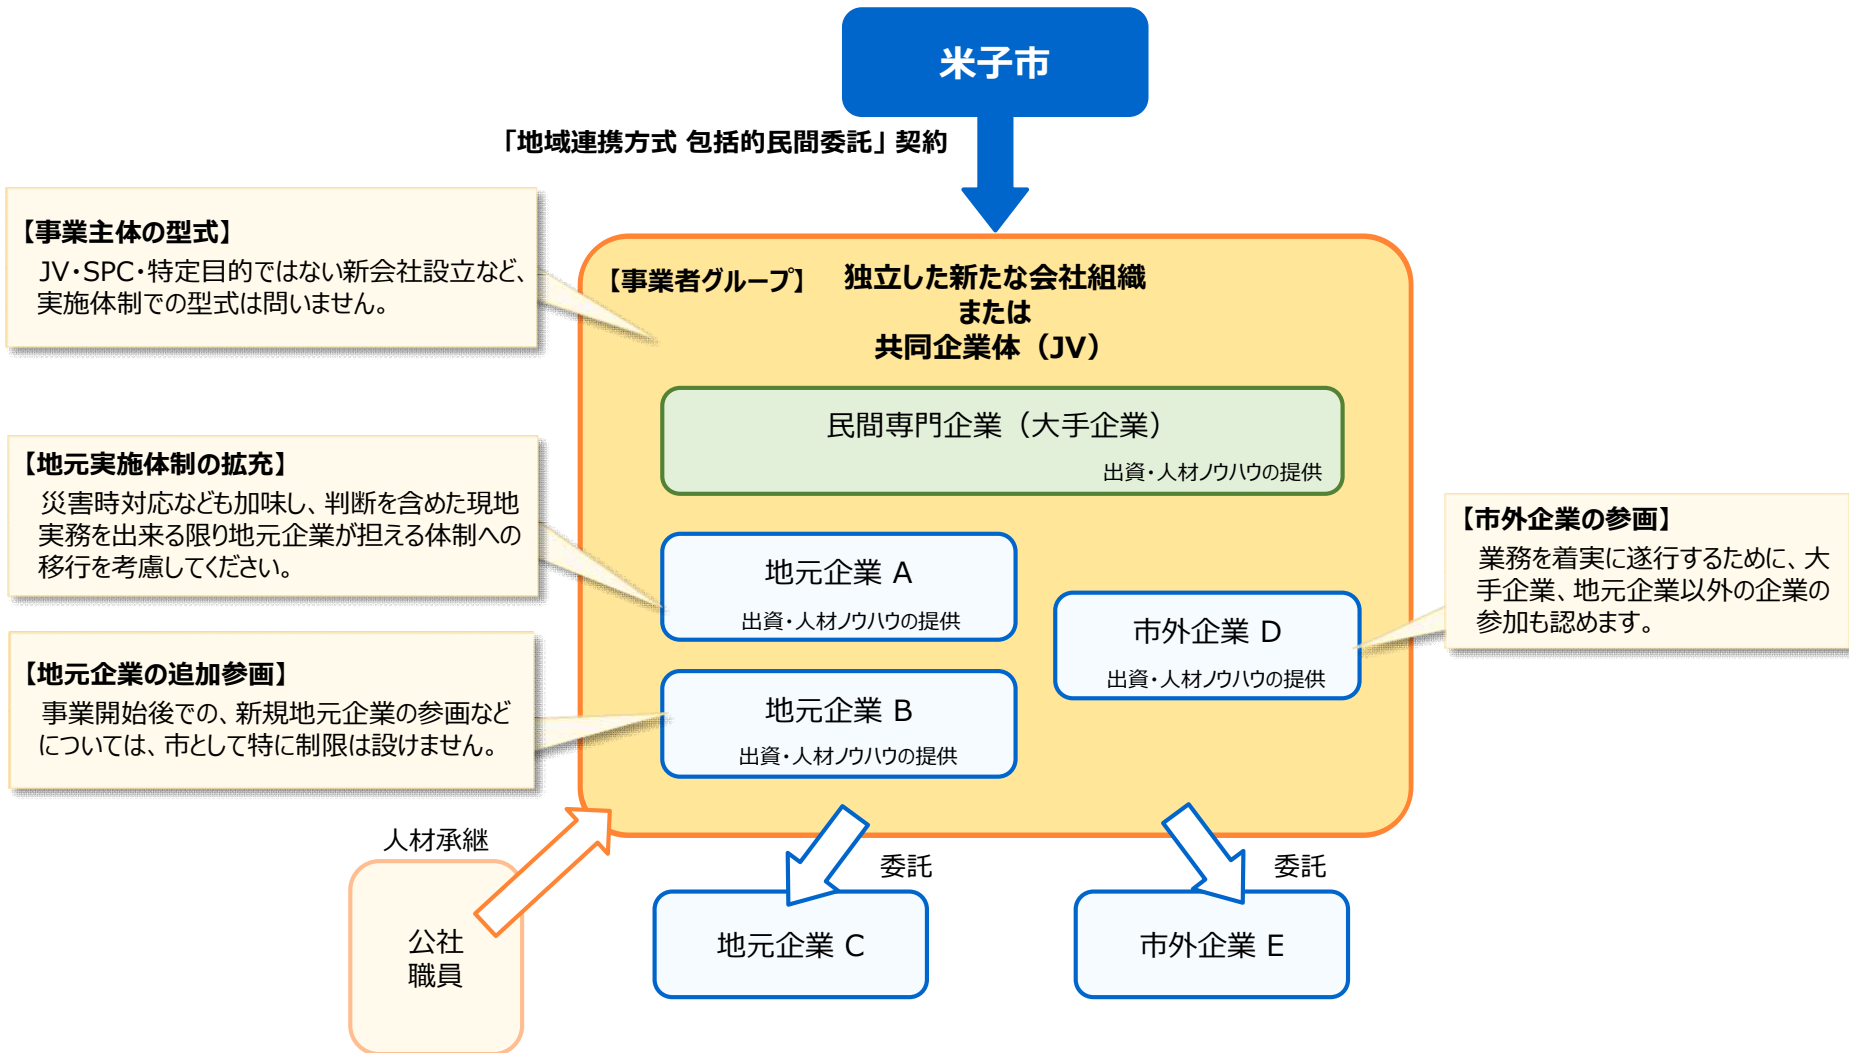 米子市
「地域連携方式 包括的民間委託」契約
【事業主体の型式】
JV・SPC・特定目的ではない新会社設立など、
実施体制での型式は問いません。
【事業者グループ】
独立した新たな会社組織
または
共同企業体（JV）
民間専門企業（大手企業）
出資・人材ノウハウの提供
【地元実施体制の拡充】
災害時対応なども加味し、判断を含めた現地
実務を出来る限り地元企業が担える体制への
移行を考慮してください。
地元企業 A
出資・人材ノウハウの提供
【市外企業の参画】
業務を着実に遂行するために、大
手企業、地元企業以外の企業の
参加も認めます。
市外企業 D
出資・人材ノウハウの提供
【地元企業の追加参画】
事業開始後での、新規地元企業の参画など
については、市として特に制限は設けません。
地元企業 B
出資・人材ノウハウの提供
人材承継
公社
職員
委託
地元企業 C
委託
市外企業 E